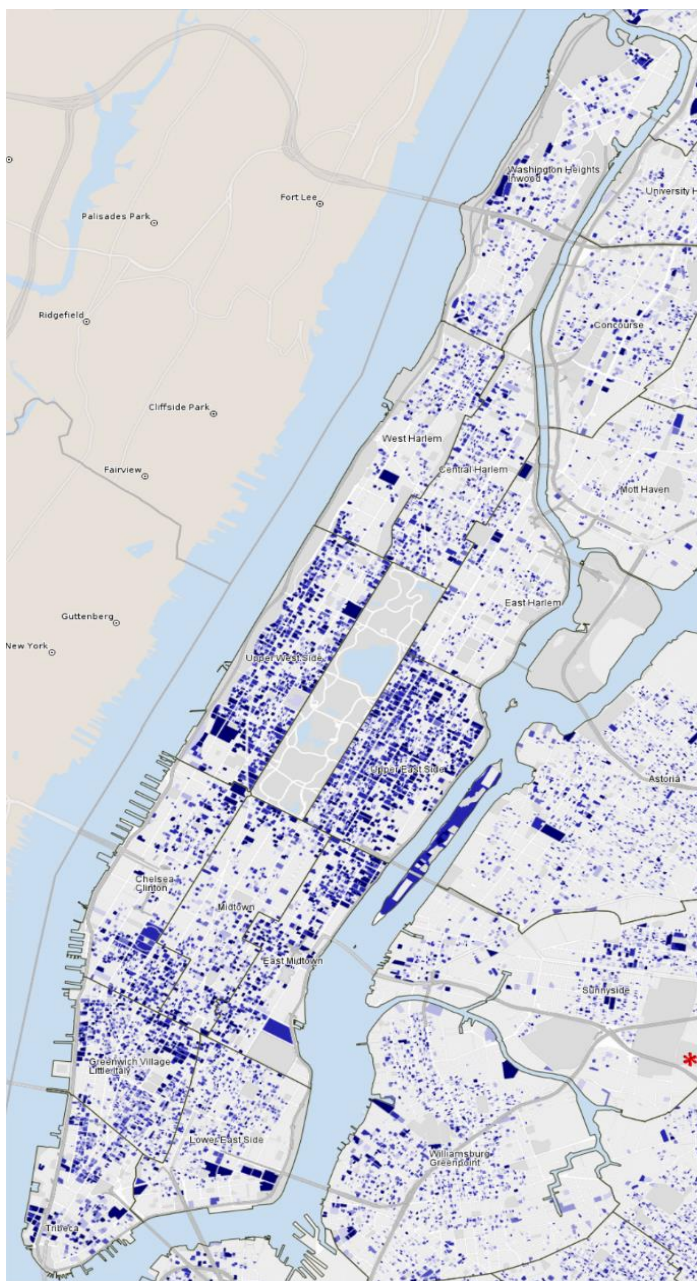 Washington Heights
Inwood
University H
Fort Lee
Palisades Park
Ridgefield
Concourse
Cliffside Park
West Harlem
Central Harlem
Fairview
Mott Haven
East Harlem
Guttenberg
New York
Upper West Side
Upper East Side
Astoria
Chelsea
Clinton
Midtown
East Midtown
Sunnyside
*
Greenwich Village
Little Italy
Lower East Side
Williamsburg
Greenpoint
Tribeca